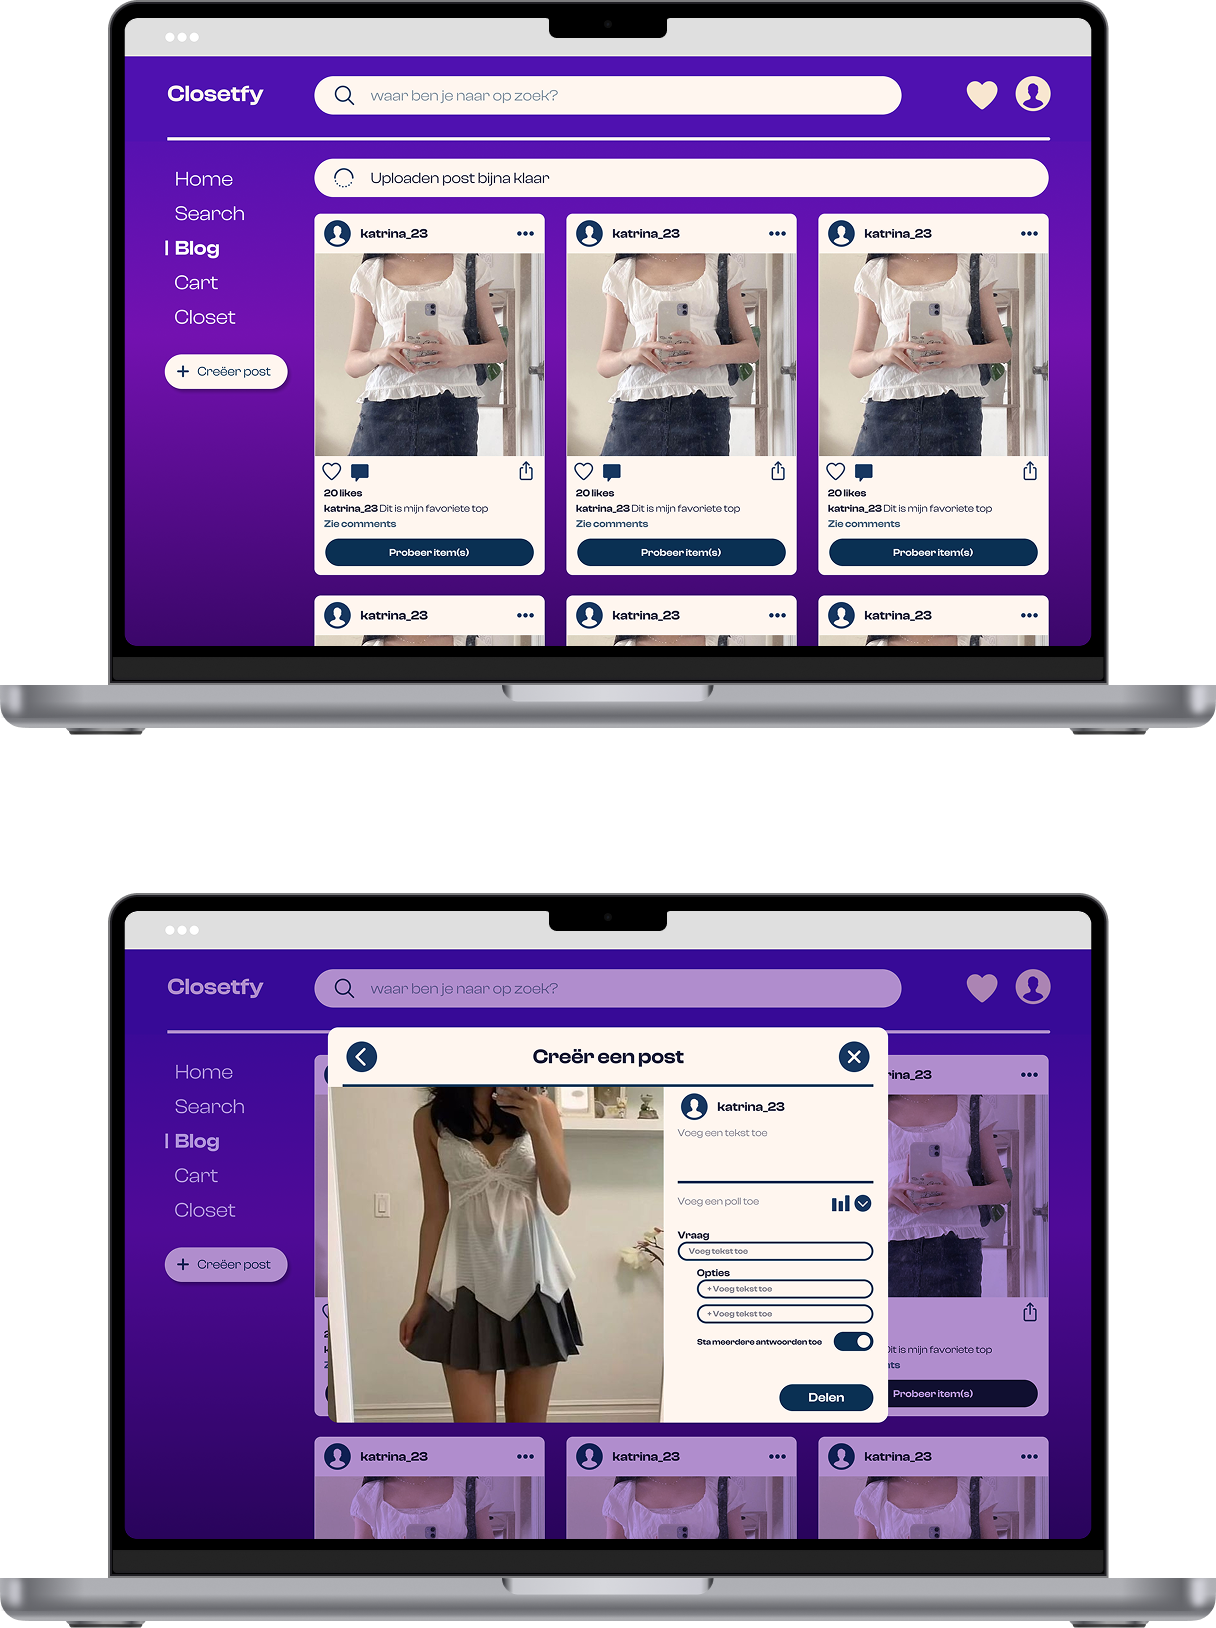 Closetfy
waar ben je naar op zoek?
Home
Search
Blog
Cart
Closet
+ Creëer post
Uploaden post bijna klaar
katrina_23
20 likes
katrina_23 Dit is mijn favoriete top
Zie comments
Probeer item(s)
katrina_23
20 likes
katrina_23 Dit is mijn favoriete top
Zie comments
Probeer item(s)
katrina_23
20 likes
katrina_23 Dit is mijn favoriete top
Zie comments
Probeer item(s)
katrina_23
katrina_23
katrina_23
Closetfy
waar ben je naar op zoek?
Home
Search
Blog
Cart
Closet
+ Creëer post
Creër een post
katrina_23
Voeg een tekst toe
Voeg een poll toe
Vraag
Voeg tekst toe
Opties
+ Voeg tekst toe
+ Voeg tekst toe
Sta meerdere antwoorden toe
Delen
rina_23
Dit is mijn favoriete top
nts
Probeer item(s)
katrina_23
katrina_23
katrina_23